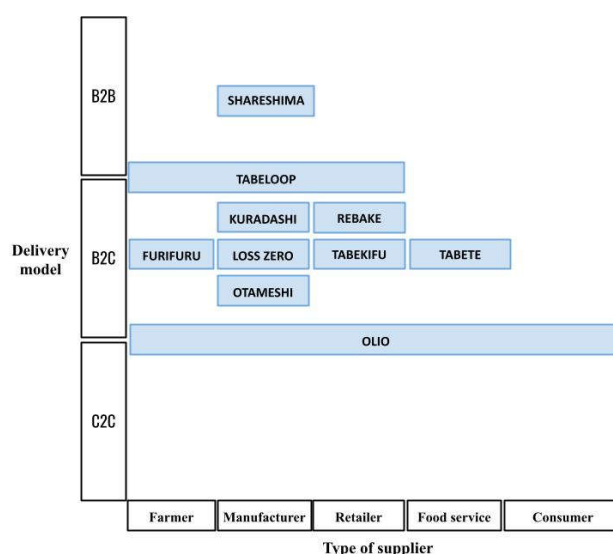 B2B
SHARESHIMA
TABELOOP
KURADASHI
REBAKE
Delivery
model
B2C
FURIFURU
LOSS ZERO
TABEKIFU
TABETE
OTAMESHI
OLIO
C2C
Farmer
Manufacturer
Retailer
Food service
Consumer
Type of supplier